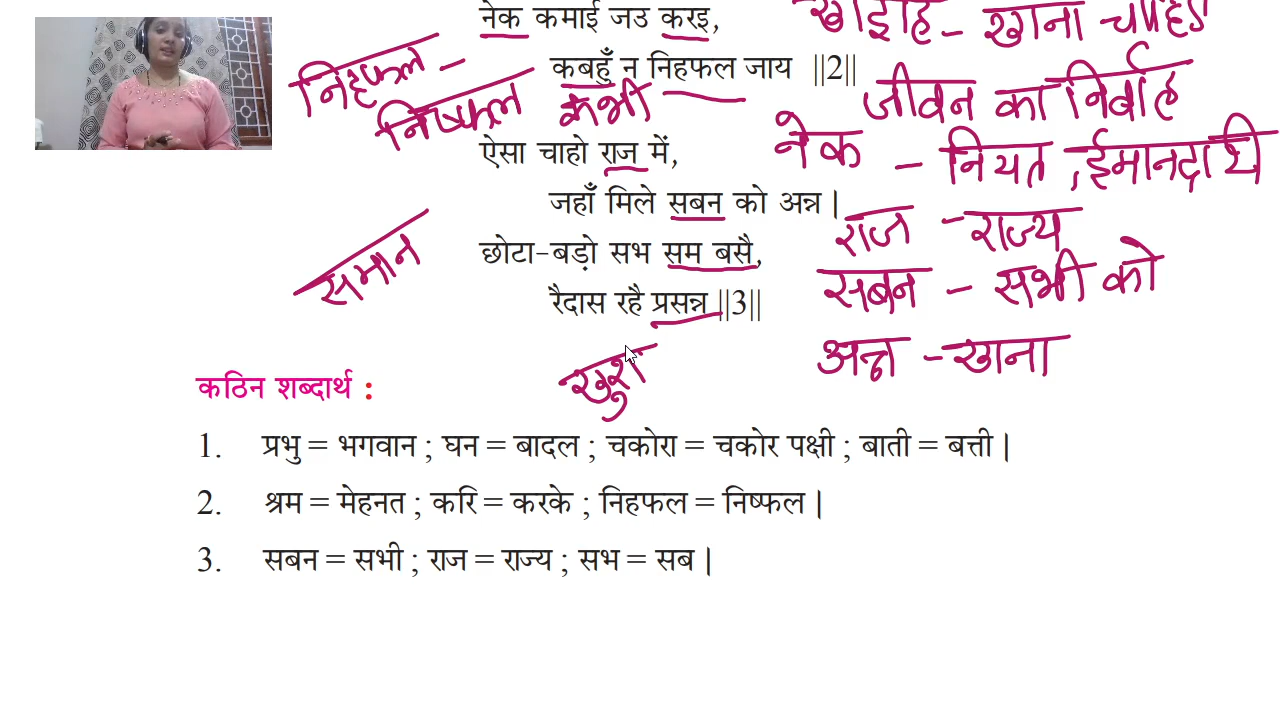 नेक कमाई जउ करइ,
खाइहि - खाना चाहिए
कबहुँ न निहफल जाय ||2||
निहफल -
निष्फल
कभी
जीवन का निर्वाह
ऐसा चाहो राज में,
नेक - नियत , ईमानदारी
जहाँ मिले सबन को अन्न |
राज - राज्य
छोटा-बड़ो सभ सम बसै,
समान
सबन - सभी को
रैदास रहै प्रसन्न ||3||
खुश
अन्न - खाना
कठिन शब्दार्थ :
1. प्रभु = भगवान ; घन = बादल ; चकोरा = चकोर पक्षी ; बाती = बत्ती |
2. श्रम = मेहनत ; करि = करके ; निहफल = निष्फल |
3. सबन = सभी ; राज = राज्य ; सभ = सब |